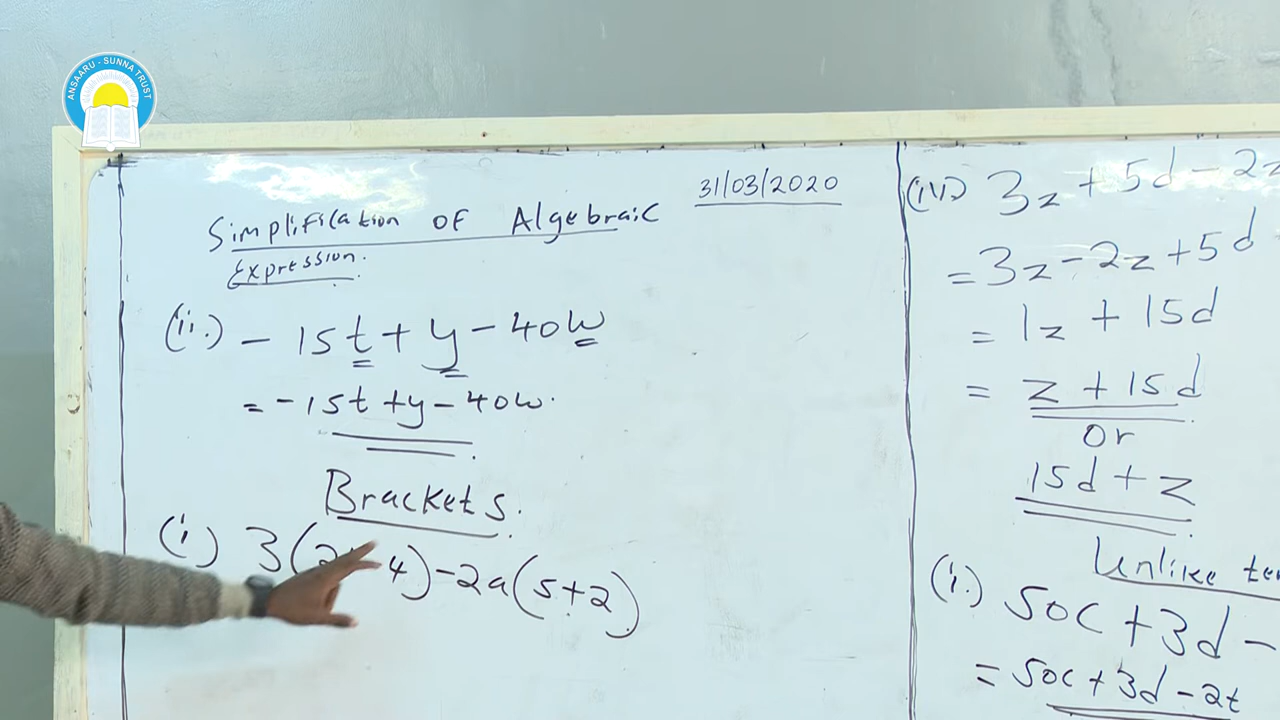 ANSAARU - SUNNA TRUST
31/03/2020
Simplification of Algebraic
Expression.
(ii.) - 15t + y - 40w
= -15t + y - 40w.
Brackets.
(i) 3(2 4) - 2a(5+2)
(iv) 3z + 5d - 2z
= 3z - 2z + 5d
= 1z + 15d
= z + 15d
Or
15d + z
Unlike
(i.) 50c + 3d -
= 50c + 3d - 2t